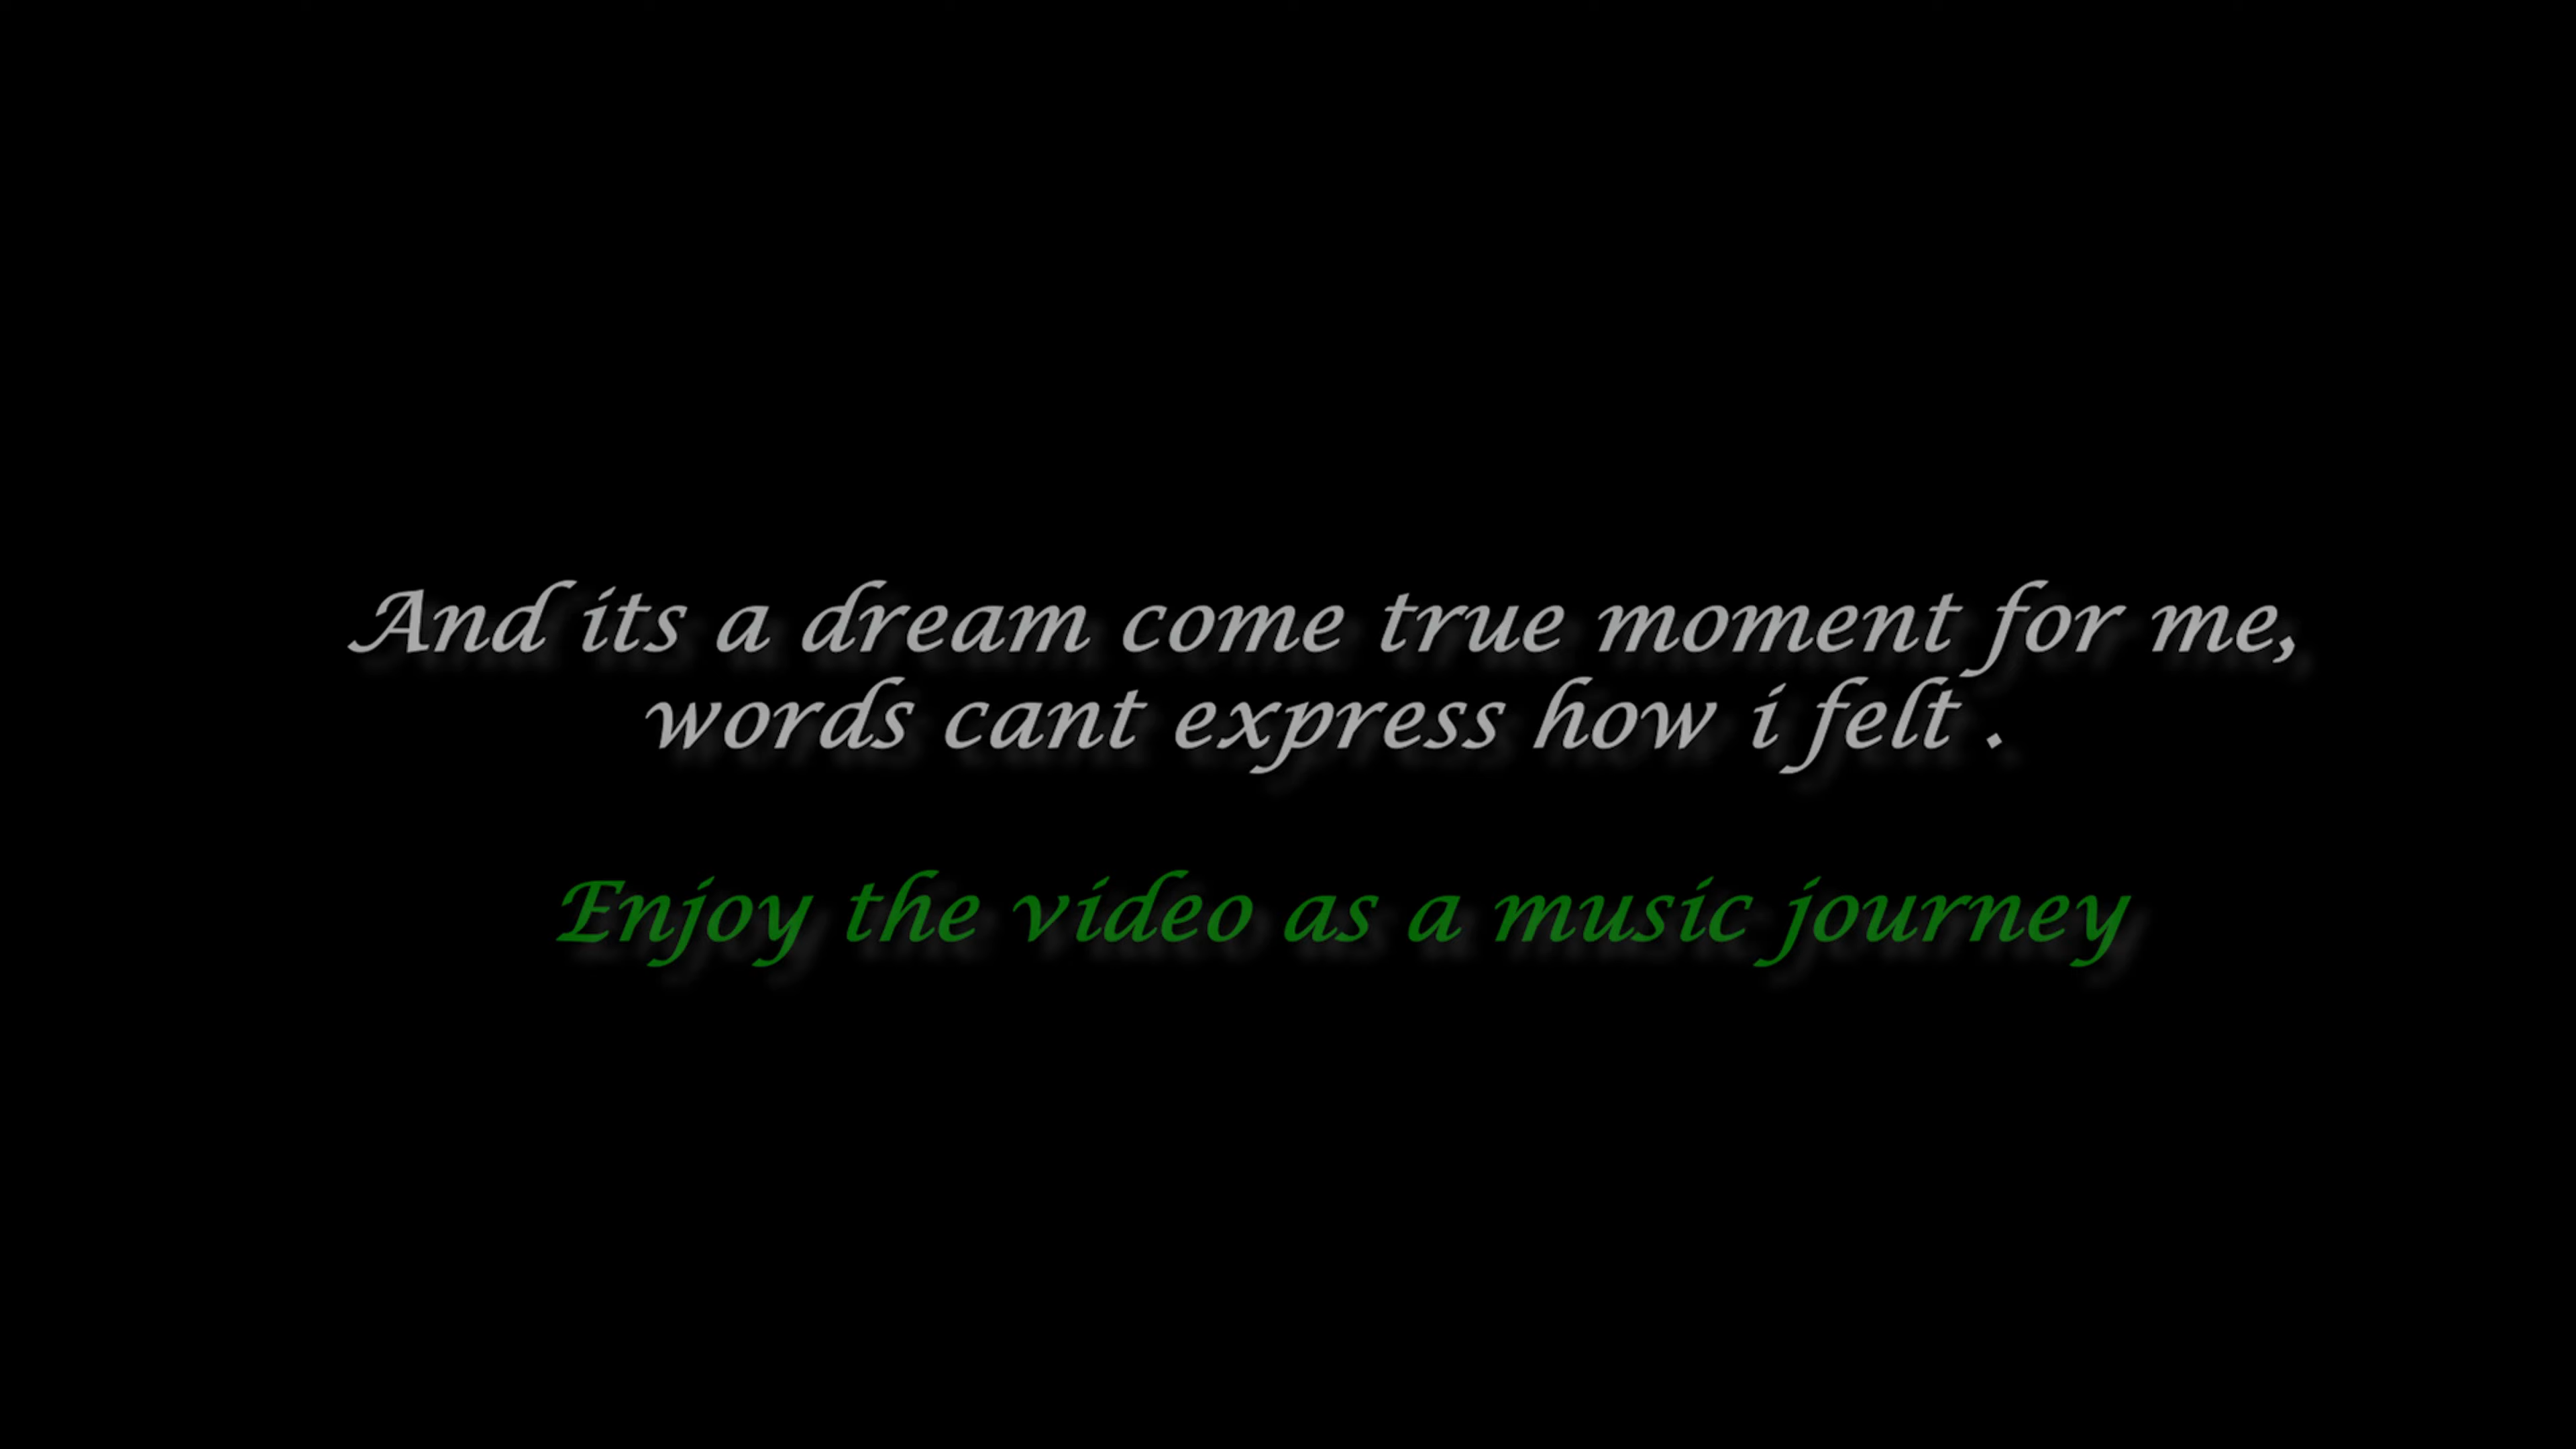 And its a dream come true moment for me,
words cant express how i felt .
Enjoy the video as a music journey